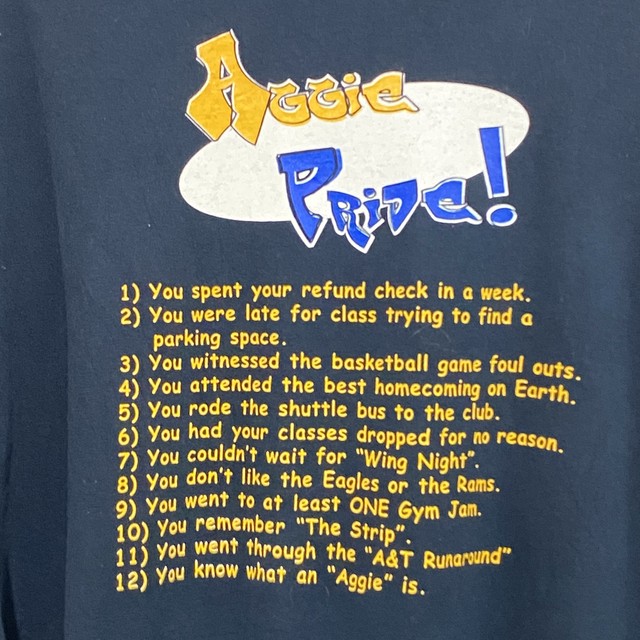 Aggie
Pride!
1) You spent your refund check in a week.
2) You were late for class trying to find a
parking space.
3) You witnessed the basketball game foul outs.
4) You attended the best homecoming on Earth.
5) You rode the shuttle bus to the club.
6) You had your classes dropped for no reason.
7) You couldn't wait for "Wing Night".
8) You don't like the Eagles or the Rams.
9) You went to at least ONE Gym Jam.
10) You remember "The Strip".
11) You went through the "A&T Runaround"
12) You know what an "Aggie" is.